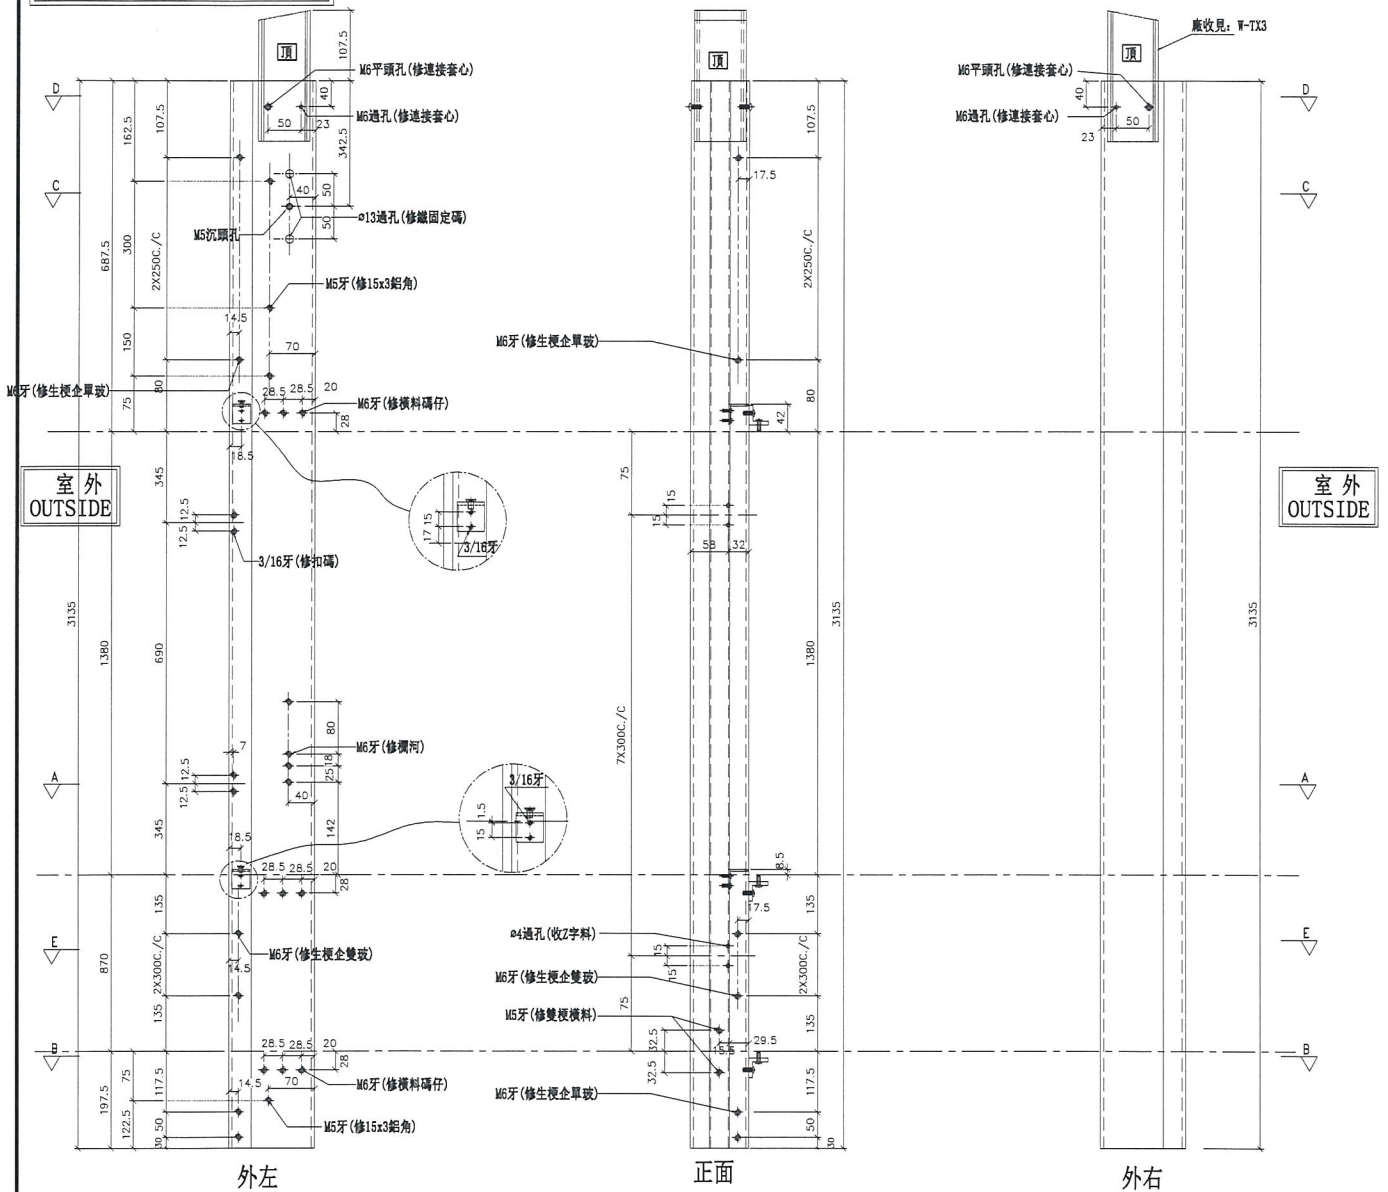 頂
M6平頭孔(修連接套心)
M6過孔(修連接套心)
107.5
40
50
23
342.5
D
C
162.5
107.5
687.5
300
2X250C./C
40
50
50
ø13過孔(修鐵固定碼)
M5沉頭孔
M5牙(修15x3鋁角)
14.5
150
70
M6牙(修生梗企單玻)
80
75
28.5
28.5
20
M6牙(修橫料碼仔)
28
18.5
室外
OUTSIDE
345
12.5
12.5
3/16牙(修扣碼)
17
15
3/16牙
3135
1380
690
80
M6牙(修欄河)
18
25
7
12.5
12.5
40
A
345
142
3/16牙
1.5
15
18.5
28.5
28.5
20
28
135
E
870
2X300C./C
M6牙(修生梗企雙玻)
14.5
135
B
28.5
28.5
20
28
75
197.5
122.5
117.5
14.5
70
M6牙(修橫料碼仔)
M5牙(修15x3鋁角)
50
30
外左
頂
107.5
17.5
2X250C./C
M6牙(修生梗企單玻)
80
42
75
15
15
58
32
3135
1380
7X300C./C
8.5
17.5
135
ø4過孔(收Z字料)
15
15
M6牙(修生梗企雙玻)
2X300C./C
75
M5牙(修雙梗橫料)
135
32.5
15.5
29.5
32.5
M6牙(修生梗企單玻)
117.5
50
30
正面
廠收見: W-TX3
頂
M6平頭孔(修連接套心)
40
M6過孔(修連接套心)
23
50
D
C
室外
OUTSIDE
3135
A
E
B
外右